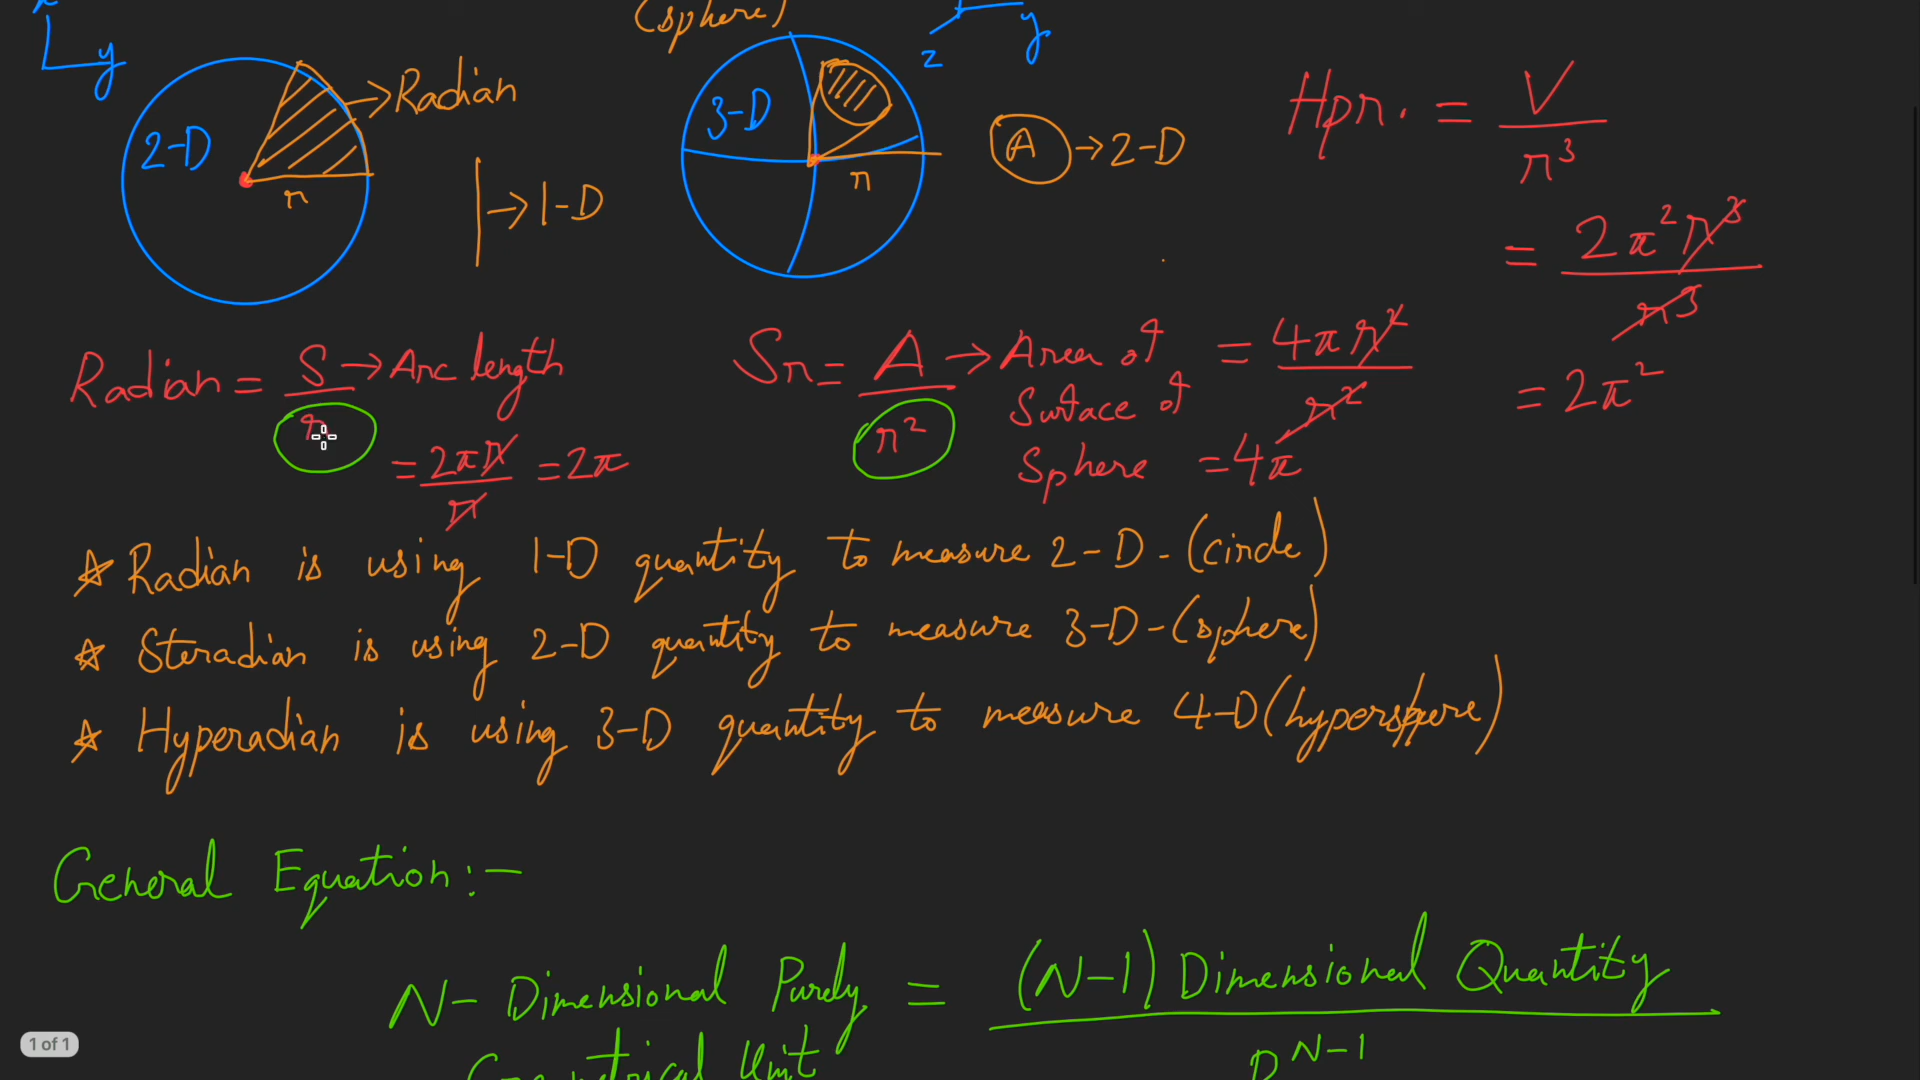 (sphere)
y
z
y
2-D
→ Radian
r
→ 1-D
3-D
r
(A) → 2-D
Hpr. = V / r³
= 2π²r³ / r³
= 2π²
Radian = S / r → Arc length
= 2πr / r = 2π
Sr = A / r² → Area of Surface of Sphere = 4πr² / r²
= 4π
☆ Radian is using 1-D quantity to measure 2-D-(circle)
☆ Steradian is using 2-D quantity to measure 3-D-(sphere)
☆ Hyperadian is using 3-D quantity to measure 4-D(hypersphere)
General Equation:-
N- Dimensional Purely = (N-1) Dimensional Quantity
Geometrical Unit R^N-1
1 of 1